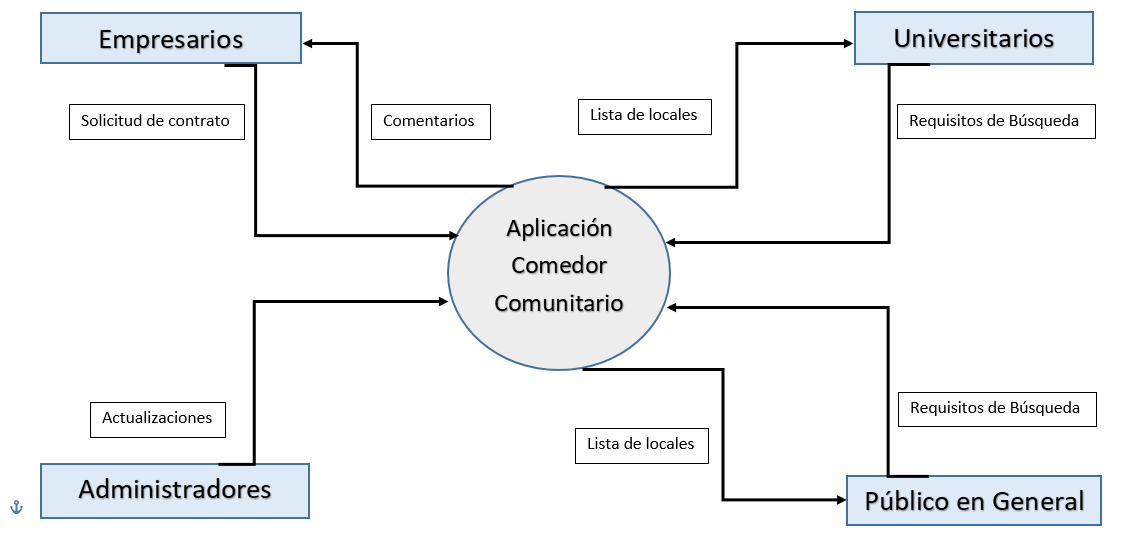 Empresarios
Universitarios
Solicitud de contrato
Comentarios
Lista de locales
Requisitos de Búsqueda
Aplicación
Comedor
Comunitario
Actualizaciones
Lista de locales
Requisitos de Búsqueda
Administradores
Público en General